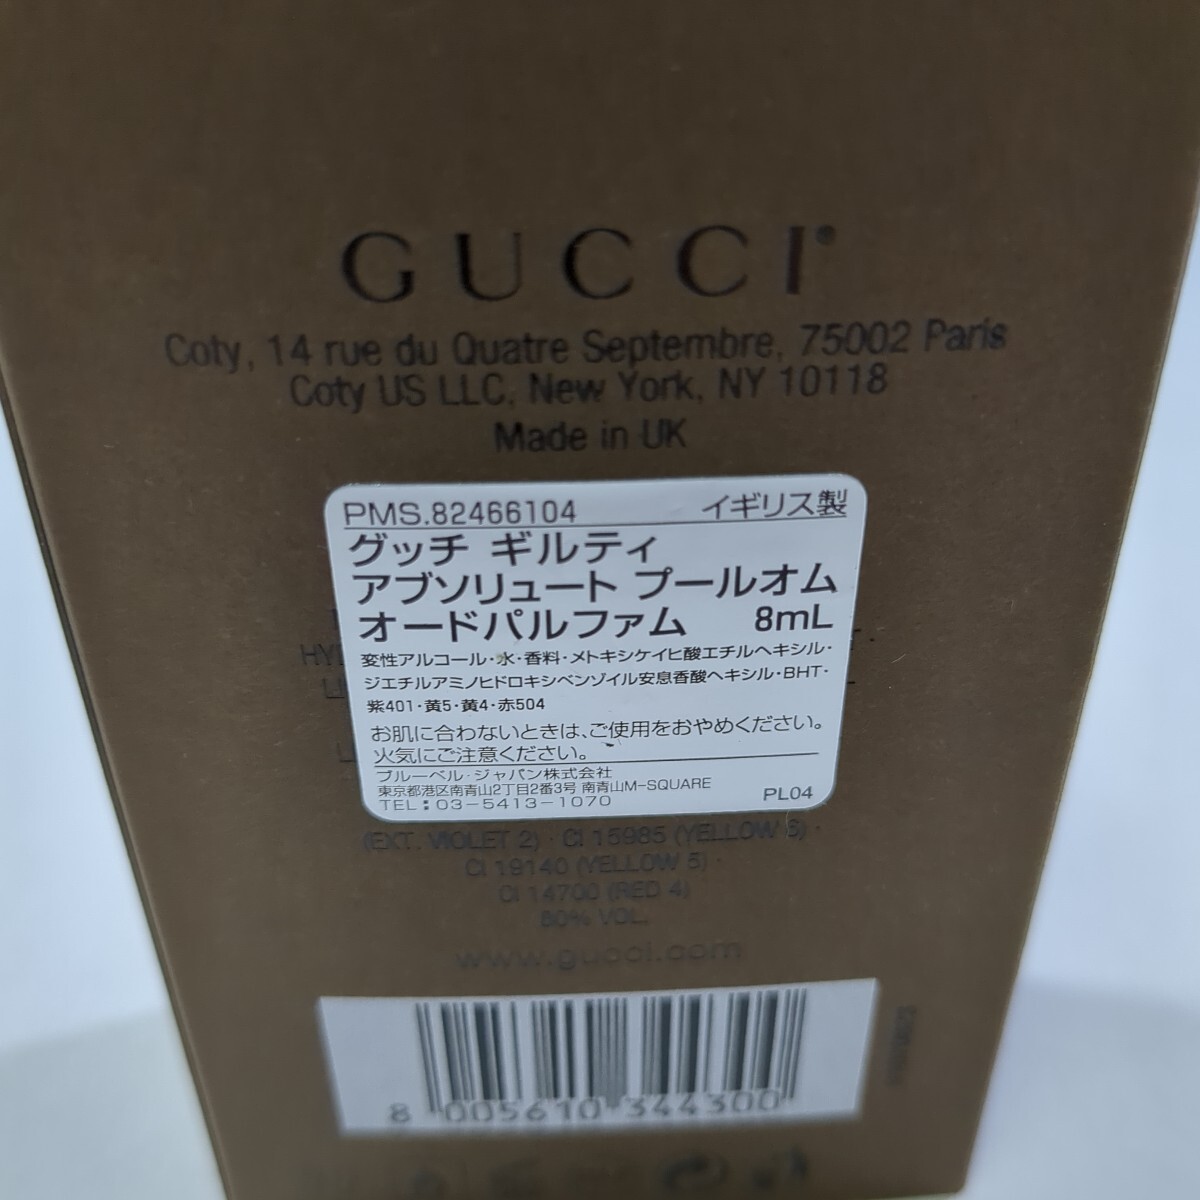 GUCCI®
Coty, 14 rue du Quatre Septembre, 75002 Paris
Coty US LLC, New York, NY 10118
Made in UK
PMS.82466104 イギリス製
グッチ ギルティ
アブソリュート プールオム
オードパルファム 8mL
変性アルコール・水・香料・メトキシケイヒ酸エチルヘキシル・
ジエチルアミノヒドロキシベンゾイル安息香酸ヘキシル・BHT・
紫401・黄5・黄4・赤504
お肌に合わないときは、ご使用をおやめください。
火気にご注意ください。
ブルーベル・ジャパン株式会社
東京都港区南青山2丁目2番3号 南青山M-SQUARE
TEL:03-5413-1070 PL04
(EXT. VIOLET 2) · CI 15985 (YELLOW 6) ·
CI 19140 (YELLOW 5) ·
CI 14700 (RED 4)
80% VOL.
www.gucci.com
8 005610 344300